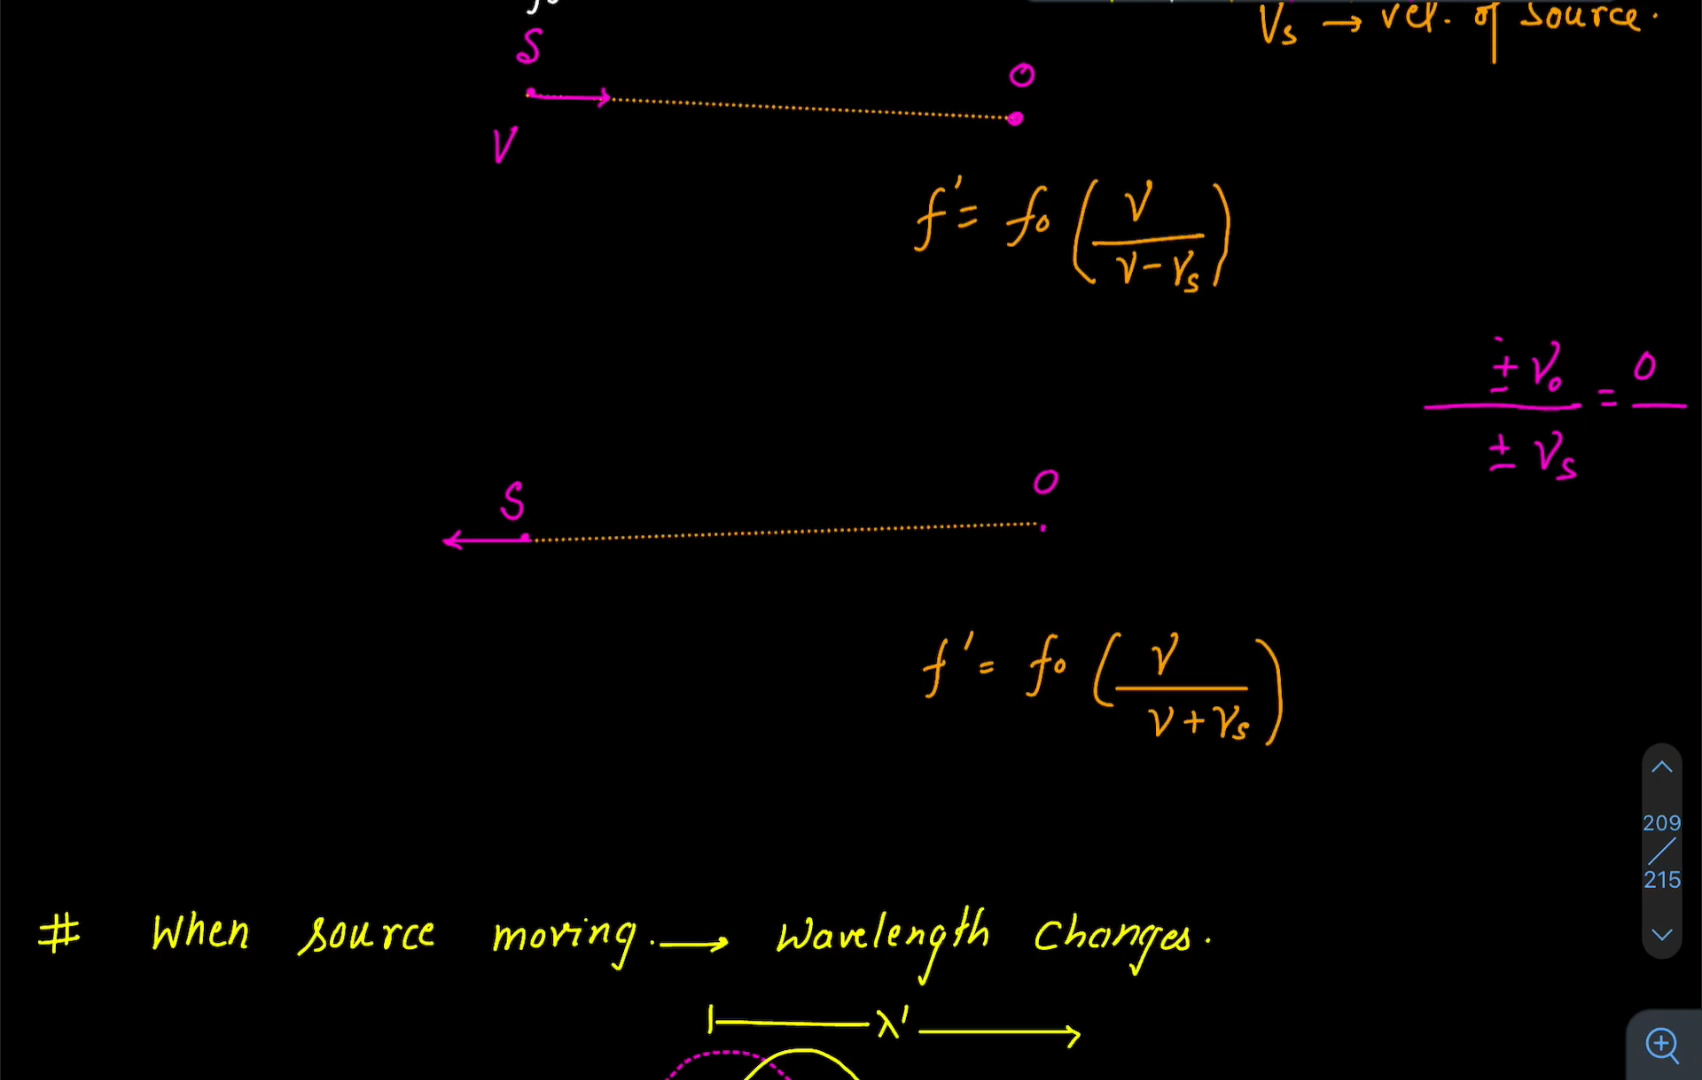 Vs → vel. of source.
S
O
V
f' = fo ( v / v - vs )
± Vo / ± Vs = O
S
O
f' = fo ( v / v + vs )
209 / 215
# When source moving. → Wavelength Changes.
λ'